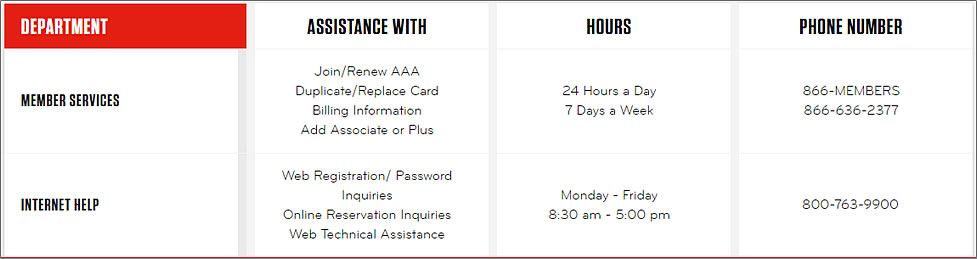 DEPARTMENT
ASSISTANCE WITH
HOURS
PHONE NUMBER
MEMBER SERVICES
Join/Renew AAA
Duplicate/Replace Card
Billing Information
Add Associate or Plus
24 Hours a Day
7 Days a Week
866-MEMBERS
866-636-2377
INTERNET HELP
Web Registration/ Password
Inquiries
Online Reservation Inquiries
Web Technical Assistance
Monday - Friday
8:30 am - 5:00 pm
800-763-9900